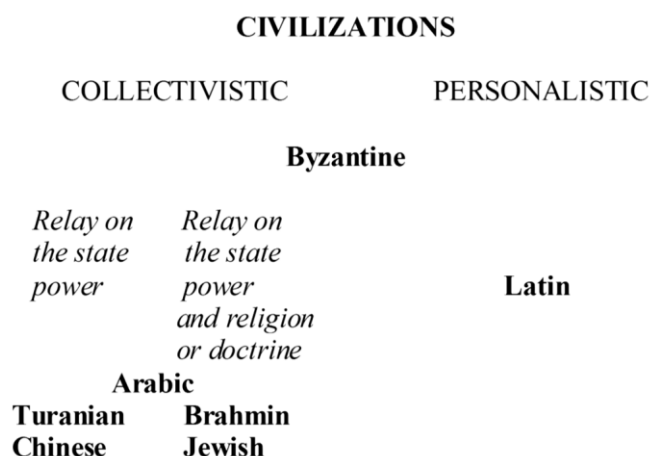 CIVILIZATIONS
COLLECTIVISTIC PERSONALISTIC
Byzantine
Relay on Relay on
the state the state
power power Latin
and religion
or doctrine
Arabic
Turanian Brahmin
Chinese Jewish